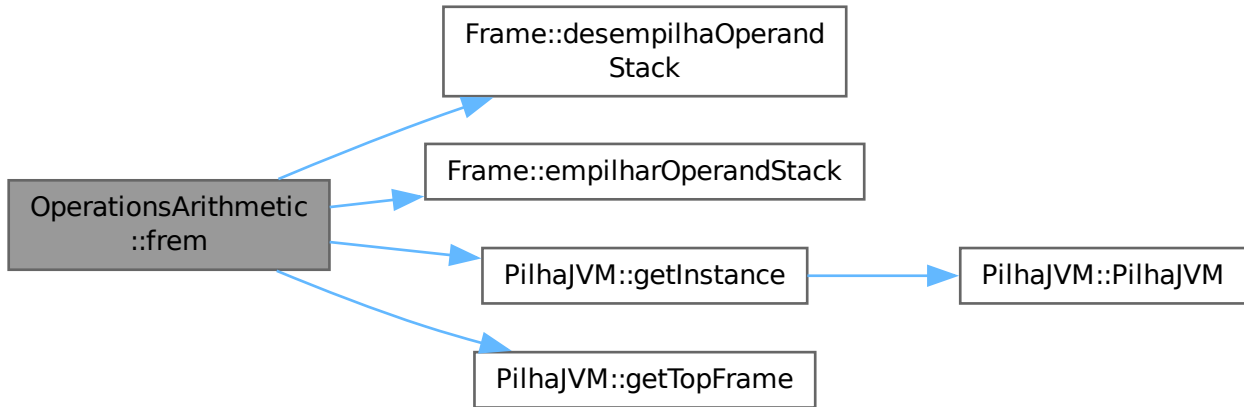 Frame::desempilhaOperand
Stack
Frame::empilharOperandStack
OperationsArithmetic
::frem
PilhaJVM::getInstance
PilhaJVM::PilhaJVM
PilhaJVM::getTopFrame